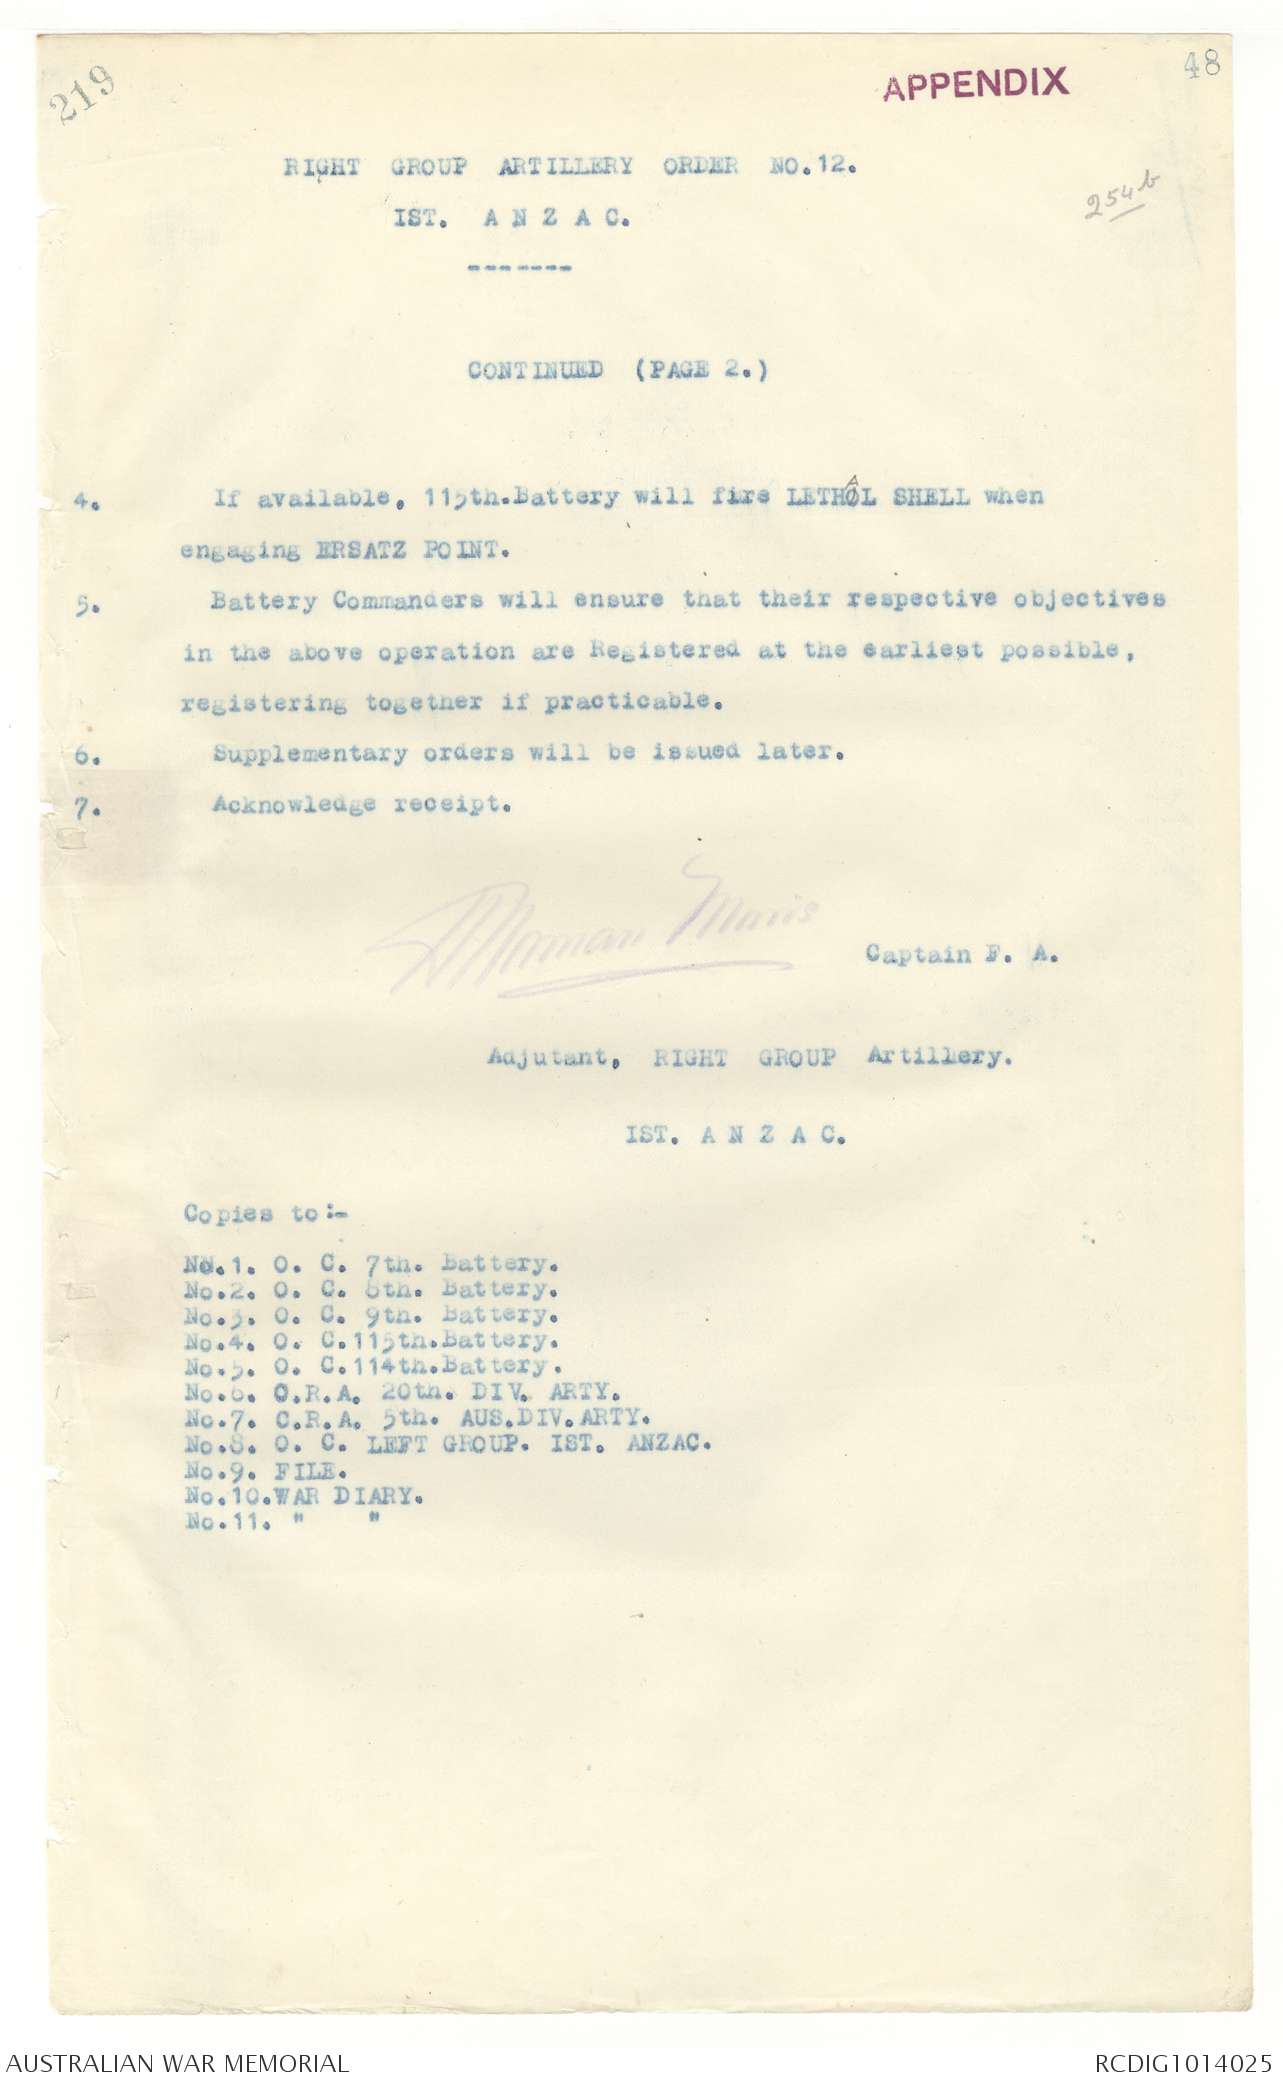 219
APPENDIX
48
RIGHT GROUP ARTILLERY ORDER NO.12.
254b
IST. A N Z A C.
-------
CONTINUED (PAGE 2.)
4. If available, 115th.Battery will fire LETHAL SHELL when
engaging ERSATZ POINT.
5. Battery Commanders will ensure that their respective objectives
in the above operation are Registered at the earliest possible,
registering together if practicable.
6. Supplementary orders will be issued later.
7. Acknowledge receipt.
Captain F. A.
Adjutant, RIGHT GROUP Artillery.
IST. A N Z A C.
Copies to:-
No.1. O. C. 7th. Battery.
No.2. O. C. 8th. Battery.
No.3. O. C. 9th. Battery.
No.4. O. C.115th.Battery.
No.5. O. C.114th.Battery.
No.6. C.R.A. 20th. DIV. ARTY.
No.7. C.R.A. 5th. AUS.DIV.ARTY.
No.8. O. C. LEFT GROUP. IST. ANZAC.
No.9. FILE.
No.10.WAR DIARY.
No.11. " "
AUSTRALIAN WAR MEMORIAL
RCDIG1014025